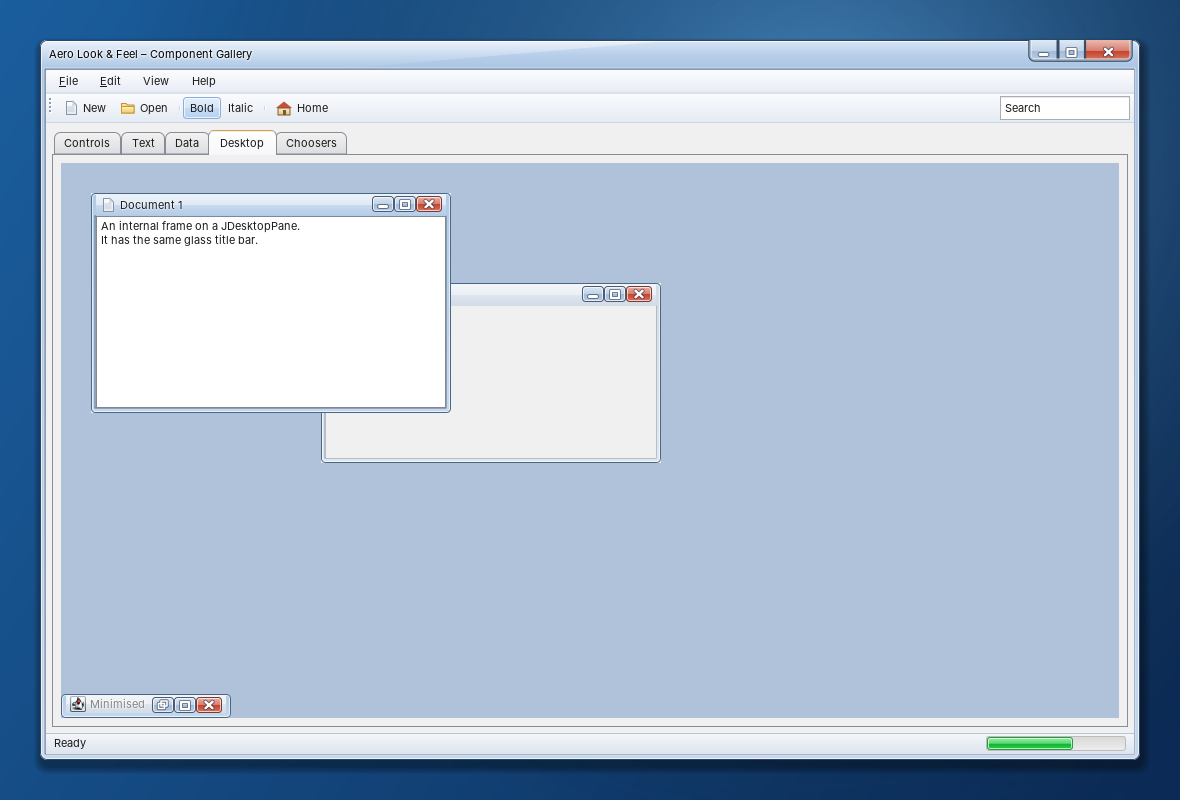 Aero Look & Feel – Component Gallery
File Edit View Help
New Open Bold Italic Home Search
Controls Text Data Desktop Choosers
Document 1
An internal frame on a JDesktopPane.
It has the same glass title bar.
Minimised
Ready